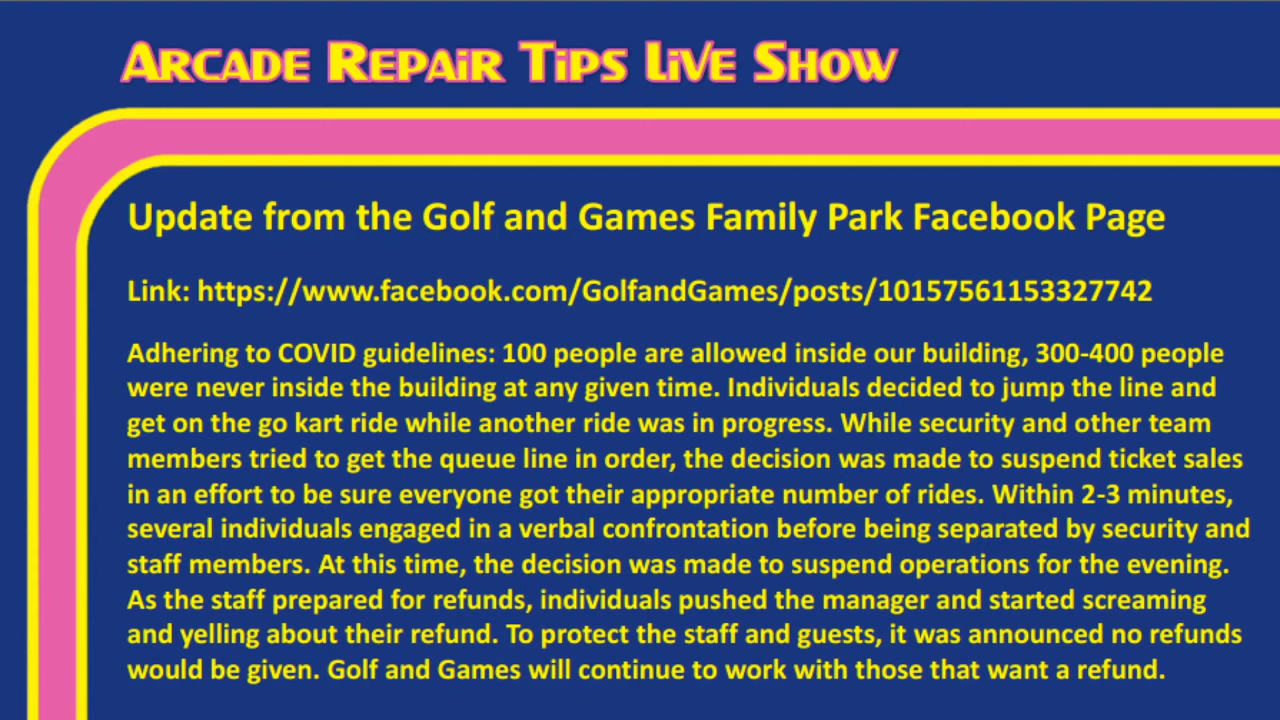 Arcade Repair Tips Live Show
Update from the Golf and Games Family Park Facebook Page
Link: https://www.facebook.com/GolfandGames/posts/10157561153327742
Adhering to COVID guidelines: 100 people are allowed inside our building, 300-400 people
were never inside the building at any given time. Individuals decided to jump the line and
get on the go kart ride while another ride was in progress. While security and other team
members tried to get the queue line in order, the decision was made to suspend ticket sales
in an effort to be sure everyone got their appropriate number of rides. Within 2-3 minutes,
several individuals engaged in a verbal confrontation before being separated by security and
staff members. At this time, the decision was made to suspend operations for the evening.
As the staff prepared for refunds, individuals pushed the manager and started screaming
and yelling about their refund. To protect the staff and guests, it was announced no refunds
would be given. Golf and Games will continue to work with those that want a refund.